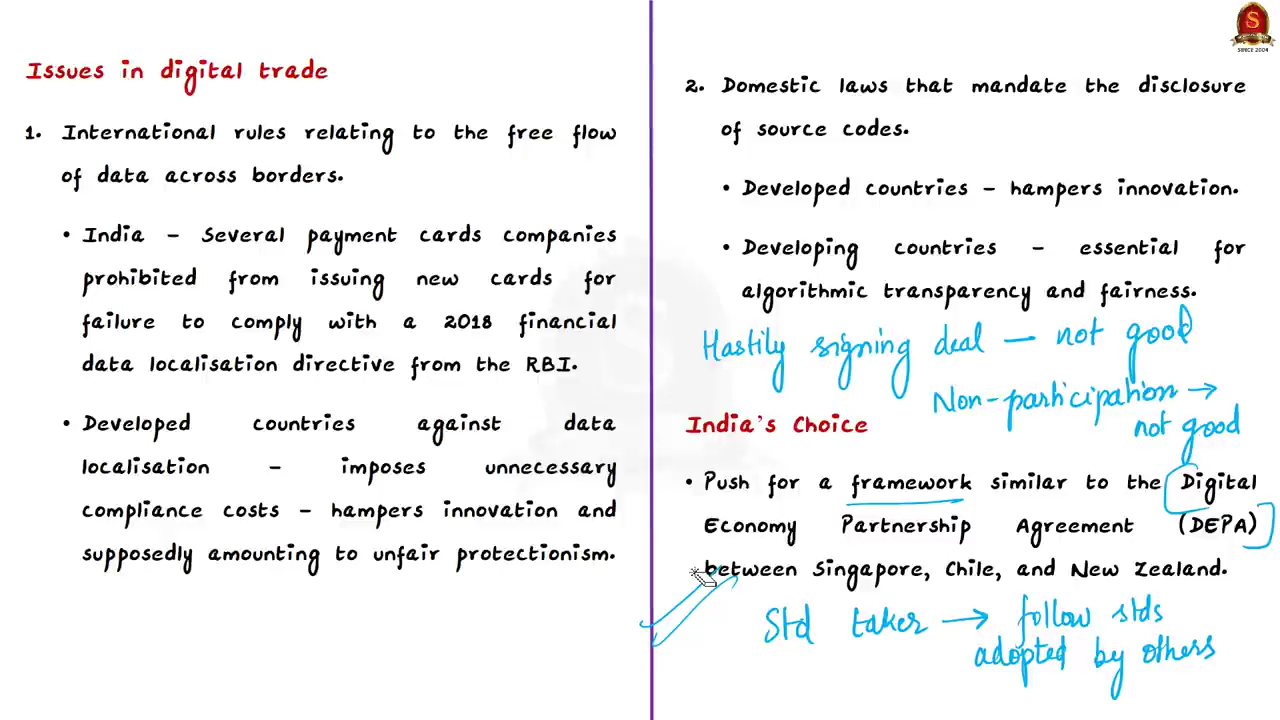 Issues in digital trade
1. International rules relating to the free flow
of data across borders.
• India – Several payment cards companies
prohibited from issuing new cards for
failure to comply with a 2018 financial
data localisation directive from the RBI.
• Developed countries against data
localisation – imposes unnecessary
compliance costs – hampers innovation and
supposedly amounting to unfair protectionism.
S
SINCE 2004
2. Domestic laws that mandate the disclosure
of source codes.
• Developed countries – hampers innovation.
• Developing countries – essential for
algorithmic transparency and fairness.
Hastily signing deal — not good
Non-participation →
not good
India's Choice
• Push for a framework similar to the Digital
Economy Partnership Agreement (DEPA)
between Singapore, Chile, and New Zealand.
Std taker → follow stds
adopted by others